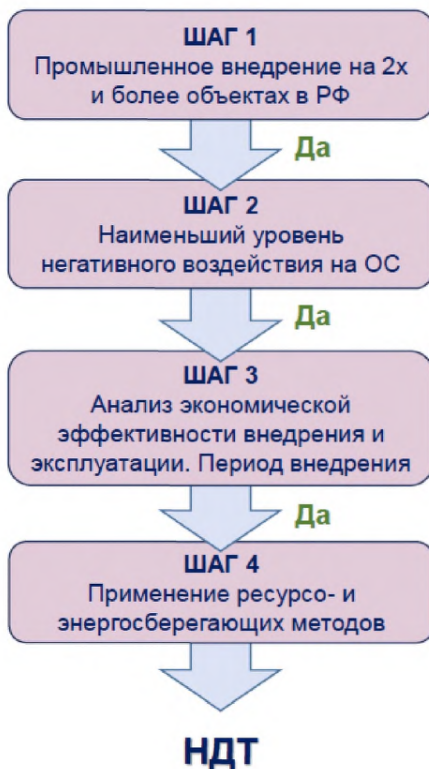 ШАГ 1
Промышленное внедрение на 2х
и более объектах в РФ
Да
ШАГ 2
Наименьший уровень
негативного воздействия на ОС
Да
ШАГ 3
Анализ экономической
эффективности внедрения и
эксплуатации. Период внедрения
Да
ШАГ 4
Применение ресурсо- и
энергосберегающих методов
НДТ